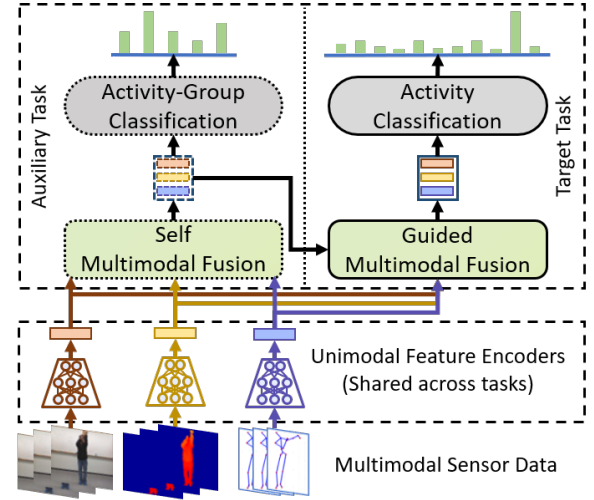 Auxiliary Task
Activity-Group
Classification
Activity
Classification
Target Task
Self
Multimodal Fusion
Guided
Multimodal Fusion
Unimodal Feature Encoders
(Shared across tasks)
Multimodal Sensor Data